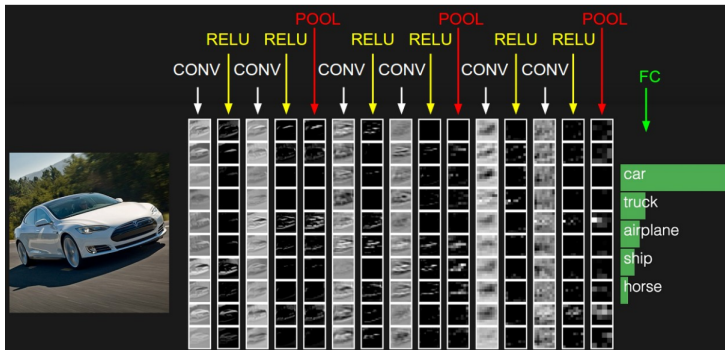 POOL POOL POOL
RELU RELU RELU RELU RELU RELU
CONV CONV CONV CONV CONV CONV
FC
car
truck
airplane
ship
horse